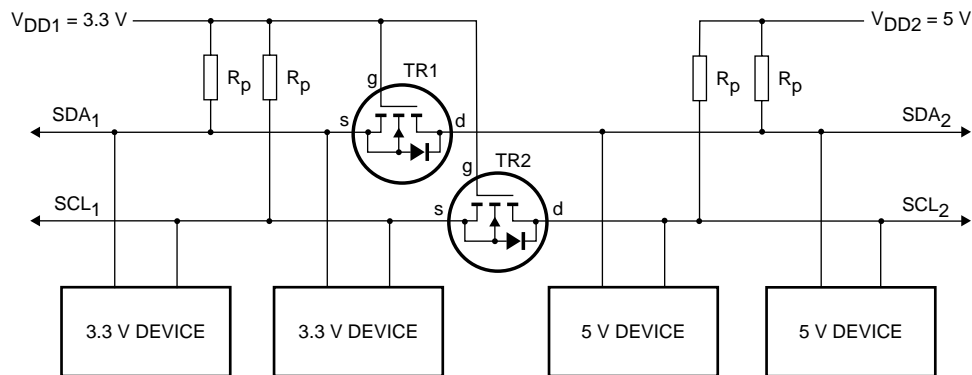 VDD1 = 3.3 V
VDD2 = 5 V
Rp
Rp
g
TR1
Rp
Rp
SDA1
s
d
SDA2
g
TR2
SCL1
s
d
SCL2
3.3 V DEVICE
3.3 V DEVICE
5 V DEVICE
5 V DEVICE